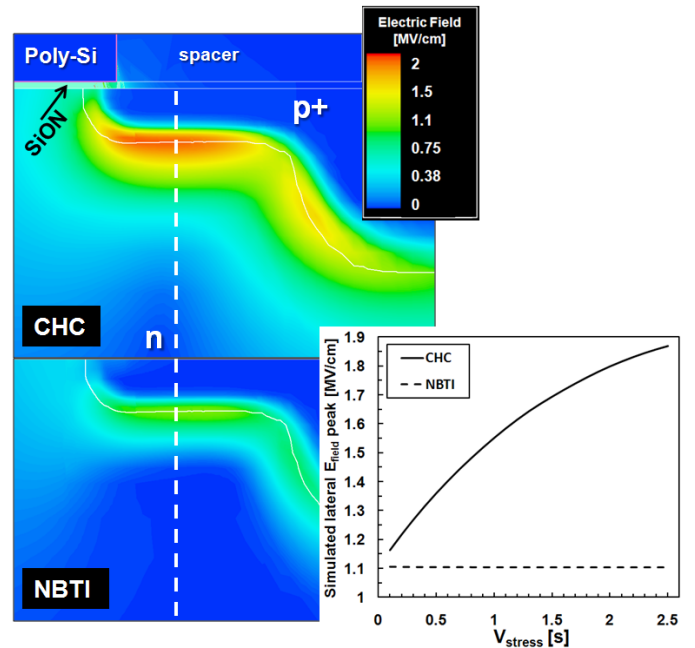 Electric Field
[MV/cm]
2
1.5
1.1
0.75
0.38
0
Poly-Si
spacer
SiON
p+
CHC
n
NBTI
Simulated lateral Efield peak [MV/cm]
1.9
1.8
1.7
1.6
1.5
1.4
1.3
1.2
1.1
1
CHC
NBTI
0 0.5 1 1.5 2 2.5
Vstress [s]